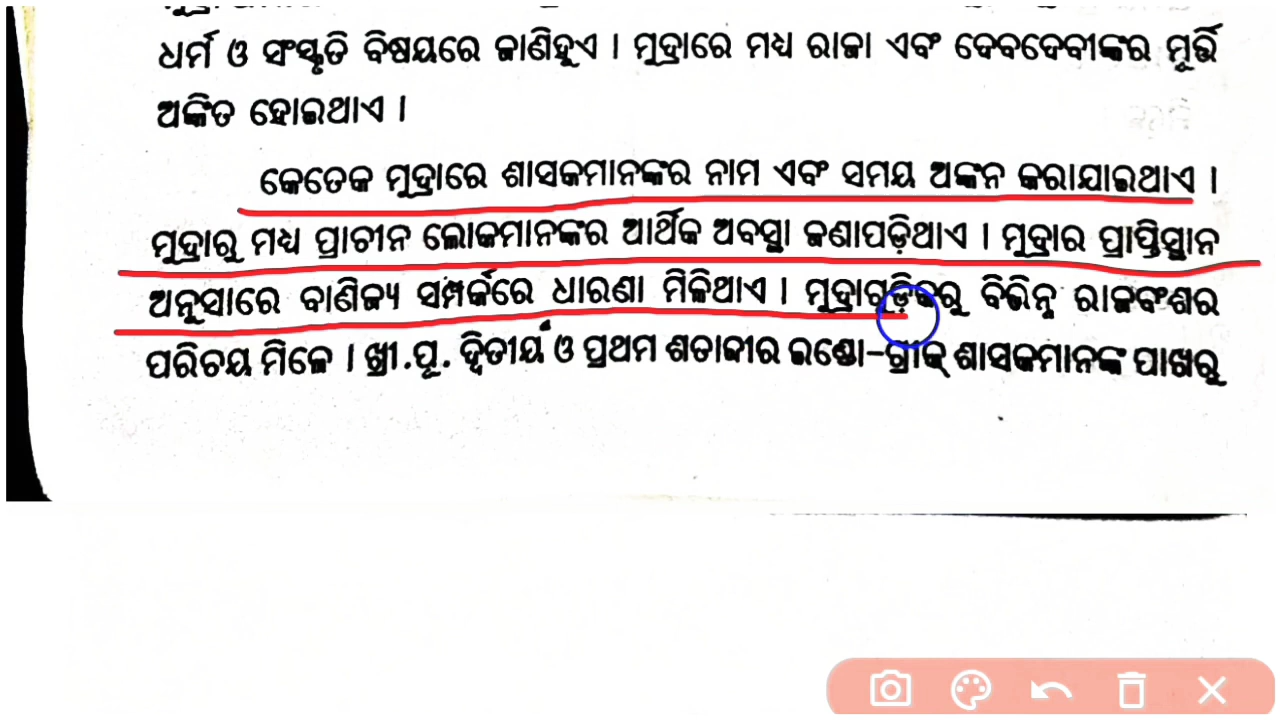 ଧର୍ମ ଓ ସଂସ୍କୃତି ବିଷୟରେ ଜାଣିହୁଏ । ମୁଦ୍ରାରେ ମଧ୍ୟ ରାଜା ଏବଂ ଦେବଦେବୀଙ୍କର ମୂର୍ତ୍ତି
ଅଙ୍କିତ ହୋଇଥାଏ ।
କେତେକ ମୁଦ୍ରାରେ ଶାସକମାନଙ୍କର ନାମ ଏବଂ ସମୟ ଅଙ୍କନ କରାଯାଇଥାଏ ।
ମୁଦ୍ରାରୁ ମଧ୍ୟ ପ୍ରାଚୀନ ଲୋକମାନଙ୍କର ଆର୍ଥିକ ଅବସ୍ଥା ଜଣାପଡ଼ିଥାଏ । ମୁଦ୍ରାର ପ୍ରାପ୍ତିସ୍ଥାନ
ଅନୁସାରେ ବାଣିଜ୍ୟ ସମ୍ପର୍କରେ ଧାରଣା ମିଳିଥାଏ । ମୁଦ୍ରାଗୁଡ଼ିକରୁ ବିଭିନ୍ନ ରାଜବଂଶର
ପରିଚୟ ମିଳେ । ଖ୍ରୀ.ପୂ. ଦ୍ୱିତୀୟ ଓ ପ୍ରଥମ ଶତାବ୍ଦୀର ଇଣ୍ଡୋ-ଗ୍ରୀକ୍ ଶାସକମାନଙ୍କ ପାଖରୁ